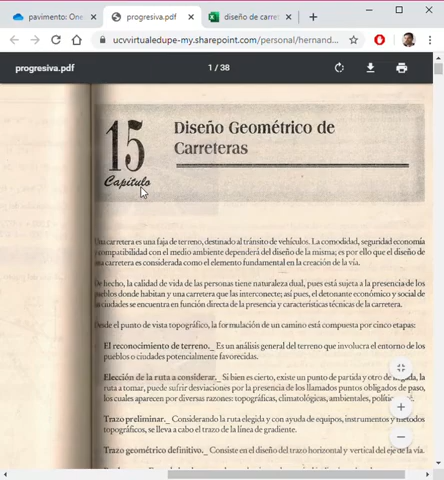 pavimento: One
progresiva.pdf
diseño de carre
ucvvirtualedupe-my.sharepoint.com/personal/hernand...
progresiva.pdf
1 / 38
15
Capítulo
Diseño Geométrico de
Carreteras
Una carretera es una faja de terreno, destinado al tránsito de vehículos. La comodidad, seguridad economía
y compatibilidad con el medio ambiente dependerá del diseño de la misma; es por ello que el diseño de
una carretera es considerada como el elemento fundamental en la creación de la vía.
De hecho, la calidad de vida de las personas tiene naturaleza dual, pues está sujeta a la presencia de los
pueblos donde habitan y una carretera que las interconecte; así pues, el detonante económico y social de
las ciudades se encuentra en función directa de la presencia y características técnicas de la carretera.
Desde el punto de vista topográfico, la formulación de un camino está compuesta por cinco etapas:
El reconocimiento de terreno._ Es un análisis general del terreno que involucra el entorno de los
pueblos o ciudades potencialmente favorecidas.
Elección de la ruta a considerar._ Si bien es cierto, existe un punto de partida y otro de llegada, la
ruta a tomar, puede sufrir desviaciones por la presencia de los llamados puntos obligados de paso,
los cuales aparecen por diversas razones: topográficas, climatológicas, ambientales,
Trazo preliminar._ Considerando la ruta elegida y con ayuda de equipos, instrumentos y métodos
topográficos, se lleva a cabo el trazo de la línea de gradiente.
Trazo geométrico definitivo._ Consiste en el diseño del trazo horizontal y vertical del eje de la vía.